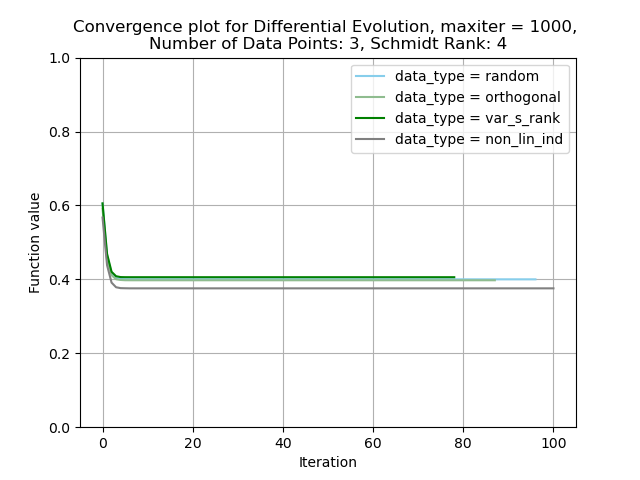 Convergence plot for Differential Evolution, maxiter = 1000,
Number of Data Points: 3, Schmidt Rank: 4
1.0
0.8
0.6
0.4
0.2
0.0
Function value
data_type = random
data_type = orthogonal
data_type = var_s_rank
data_type = non_lin_ind
0 20 40 60 80 100
Iteration